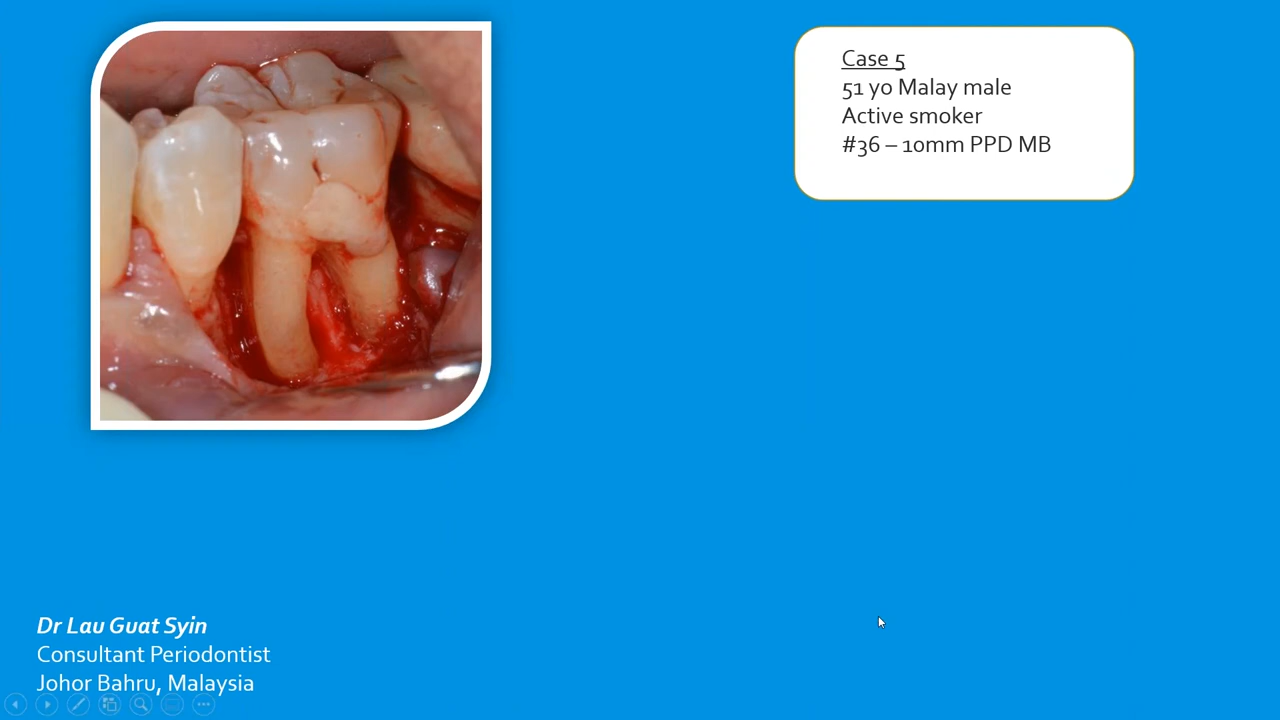 Case 5
51 yo Malay male
Active smoker
#36 – 10mm PPD MB
Dr Lau Guat Syin
Consultant Periodontist
Johor Bahru, Malaysia